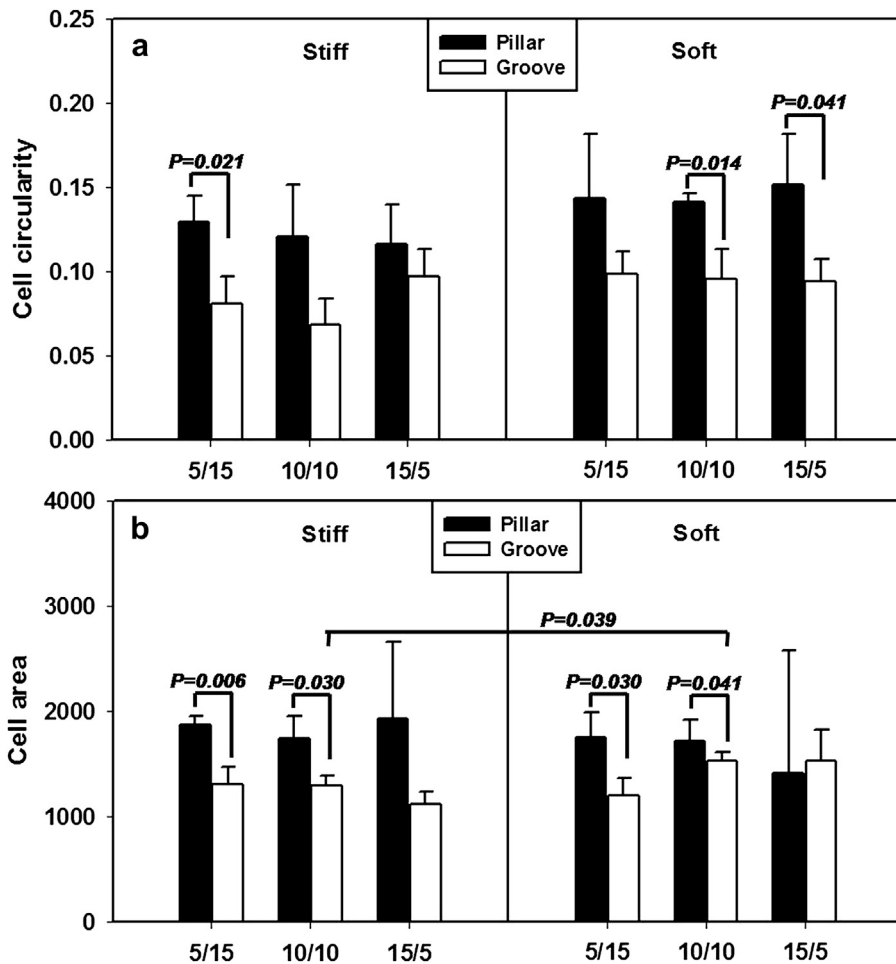 a
Stiff
Pillar
Groove
Soft
0.25
0.20
0.15
0.10
0.05
0.00
Cell circularity
P=0.021
P=0.014
P=0.041
5/15
10/10
15/5
5/15
10/10
15/5
b
Stiff
Pillar
Groove
Soft
4000
3000
2000
1000
0
Cell area
P=0.039
P=0.006
P=0.030
P=0.030
P=0.041
5/15
10/10
15/5
5/15
10/10
15/5